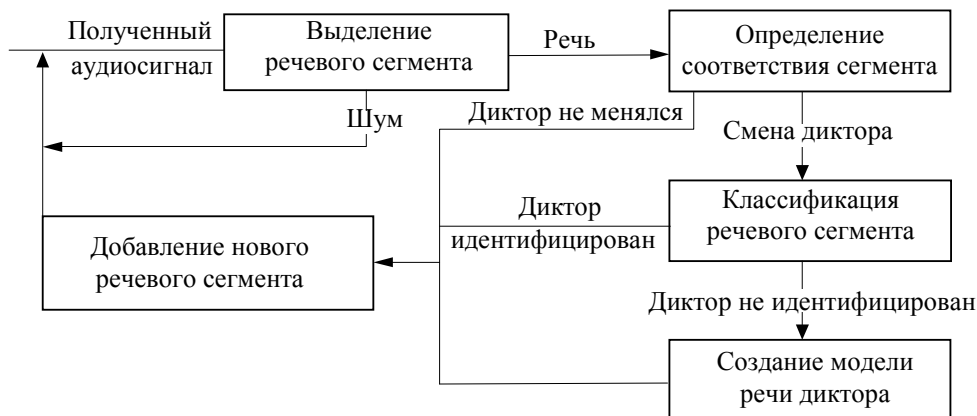 Полученный
аудиосигнал
Выделение
речевого сегмента
Речь
Определение
соответствия сегмента
Шум
Диктор не менялся
Смена диктора
Классификация
речевого сегмента
Диктор
идентифицирован
Добавление нового
речевого сегмента
Диктор не идентифицирован
Создание модели
речи диктора